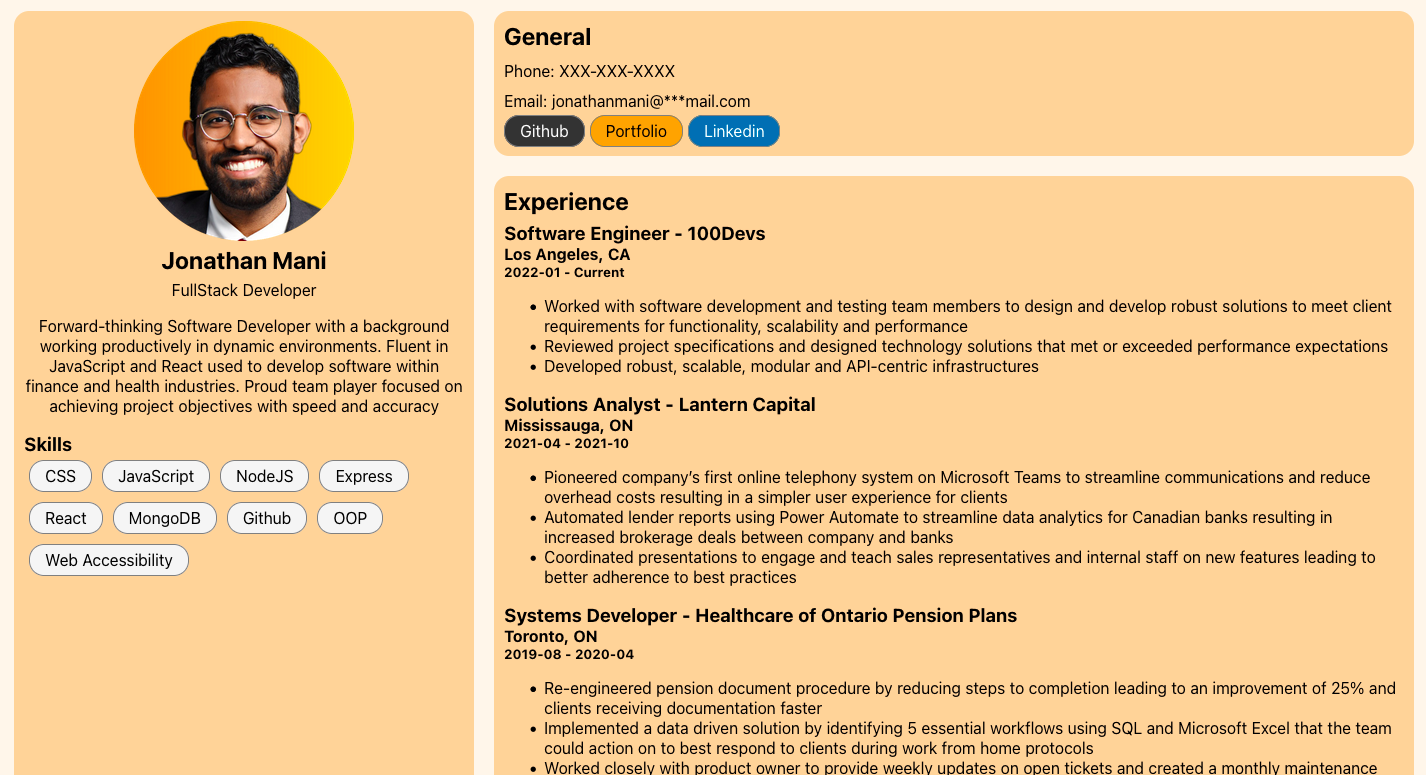 Jonathan Mani
FullStack Developer
Forward-thinking Software Developer with a background
working productively in dynamic environments. Fluent in
JavaScript and React used to develop software within
finance and health industries. Proud team player focused on
achieving project objectives with speed and accuracy
Skills
CSS JavaScript NodeJS Express
React MongoDB Github OOP
Web Accessibility
General
Phone: XXX-XXX-XXXX
Email: jonathanmani@***mail.com
Github Portfolio Linkedin
Experience
Software Engineer - 100Devs
Los Angeles, CA
2022-01 - Current
• Worked with software development and testing team members to design and develop robust solutions to meet client
requirements for functionality, scalability and performance
• Reviewed project specifications and designed technology solutions that met or exceeded performance expectations
• Developed robust, scalable, modular and API-centric infrastructures
Solutions Analyst - Lantern Capital
Mississauga, ON
2021-04 - 2021-10
• Pioneered company’s first online telephony system on Microsoft Teams to streamline communications and reduce
overhead costs resulting in a simpler user experience for clients
• Automated lender reports using Power Automate to streamline data analytics for Canadian banks resulting in
increased brokerage deals between company and banks
• Coordinated presentations to engage and teach sales representatives and internal staff on new features leading to
better adherence to best practices
Systems Developer - Healthcare of Ontario Pension Plans
Toronto, ON
2019-08 - 2020-04
• Re-engineered pension document procedure by reducing steps to completion leading to an improvement of 25% and
clients receiving documentation faster
• Implemented a data driven solution by identifying 5 essential workflows using SQL and Microsoft Excel that the team
could action on to best respond to clients during work from home protocols
• Worked closely with product owner to provide weekly updates on open tickets and created a monthly maintenance